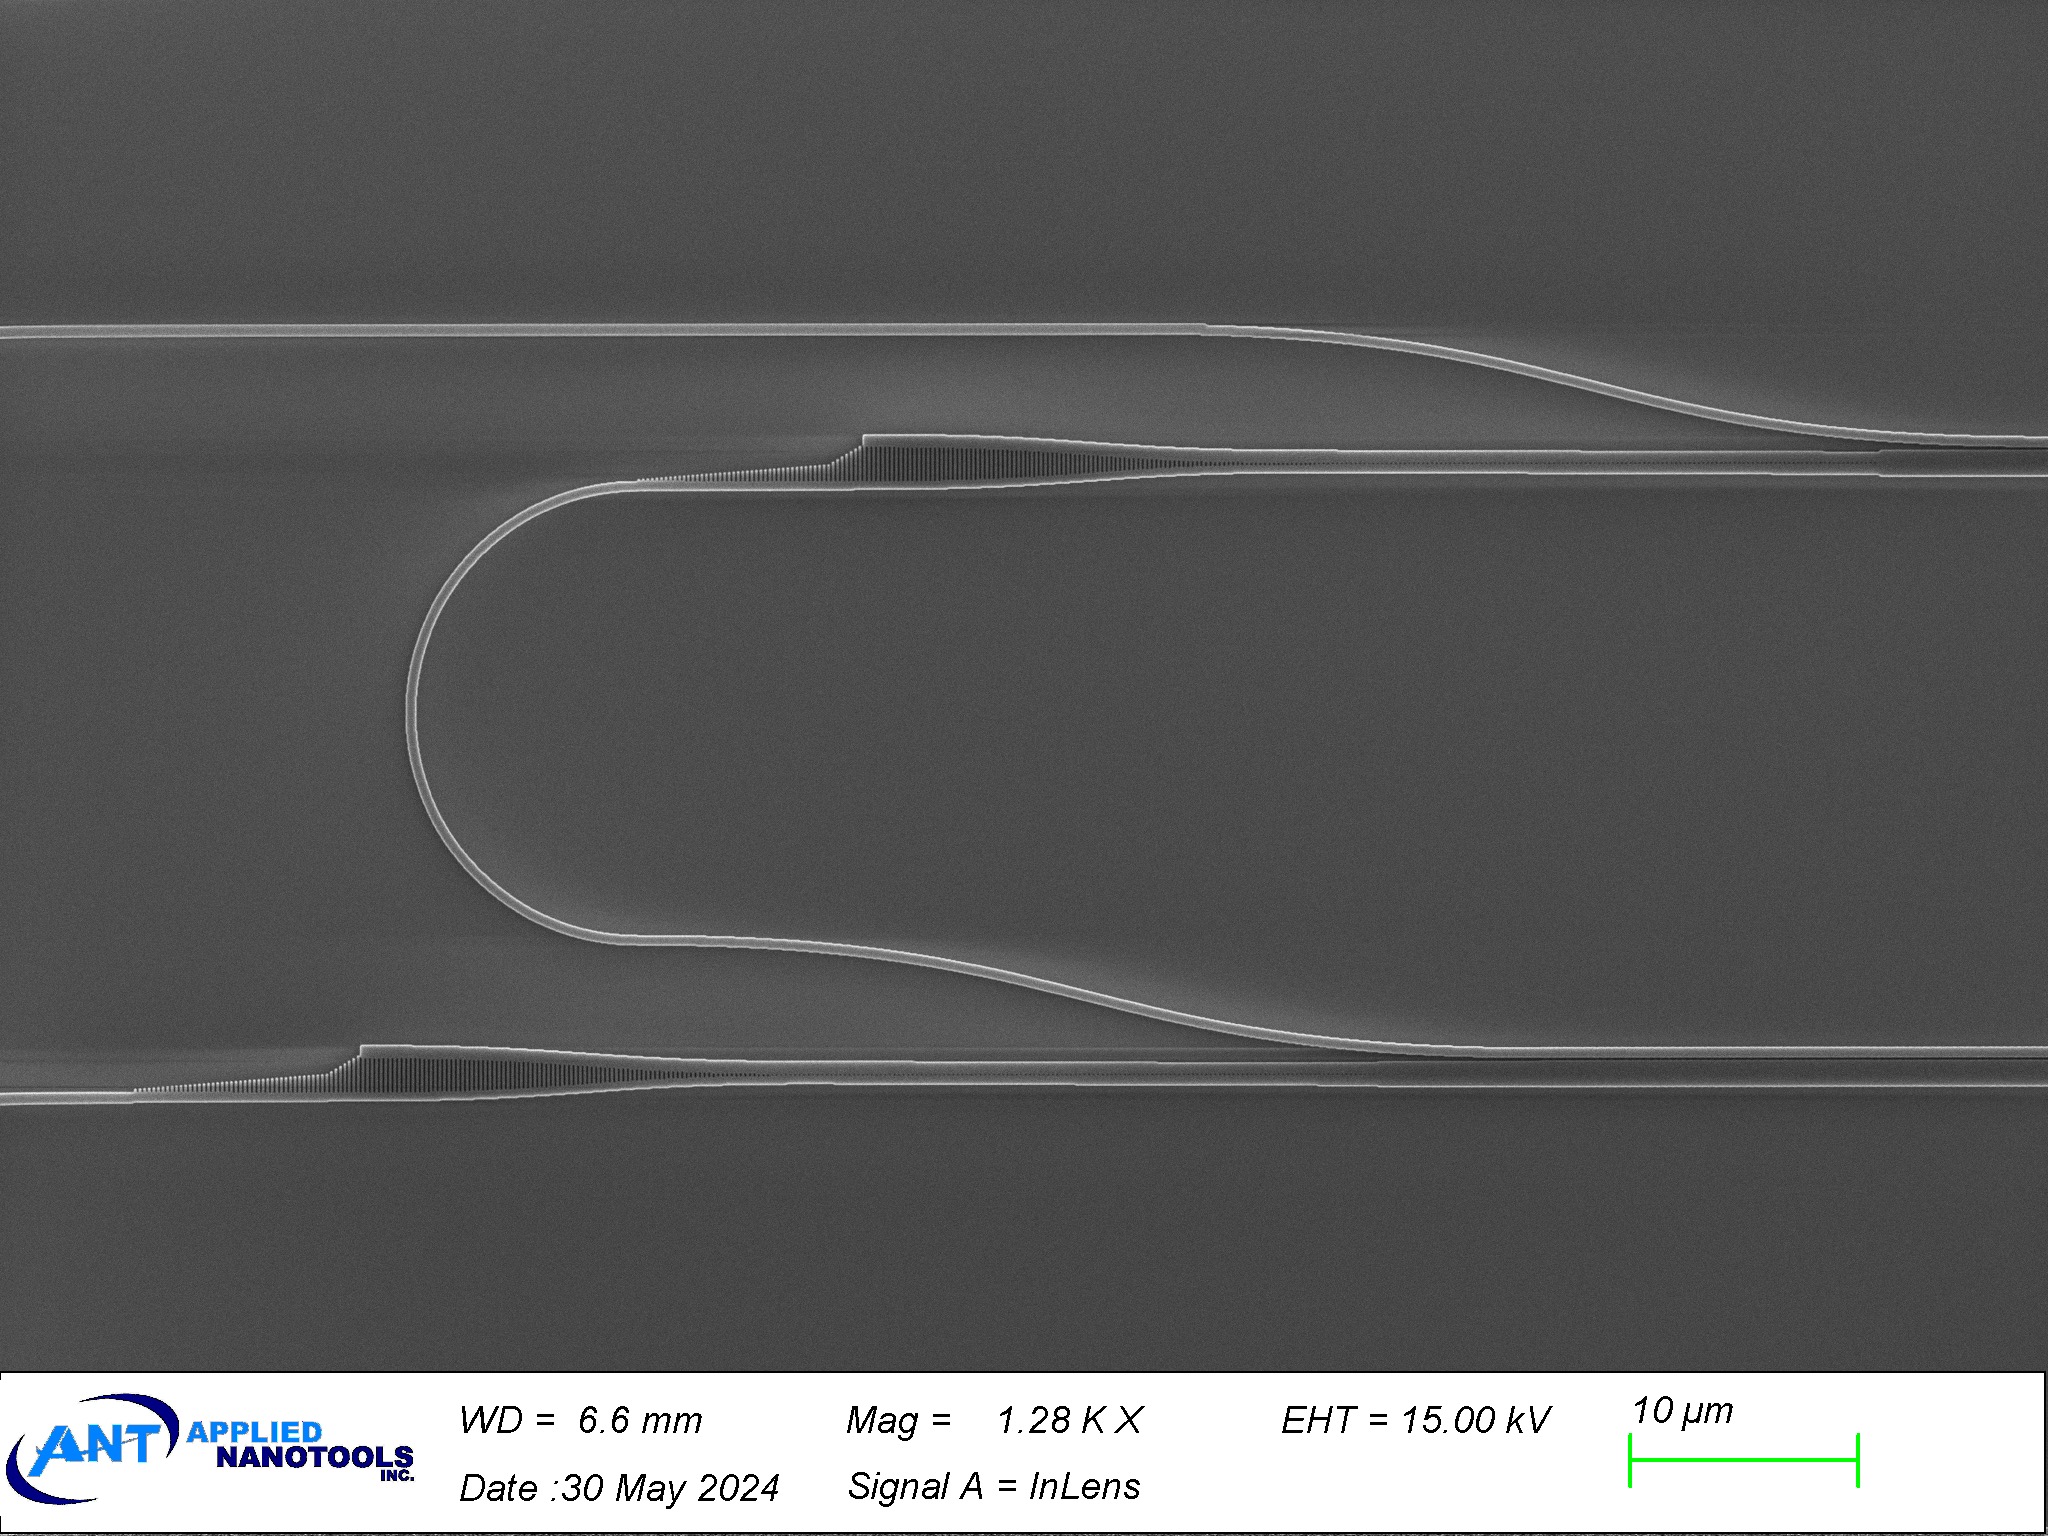 ANT APPLIED
NANOTOOLS
INC.
WD = 6.6 mm
Mag = 1.28 K X
EHT = 15.00 kV
10 µm
Date :30 May 2024
Signal A = InLens